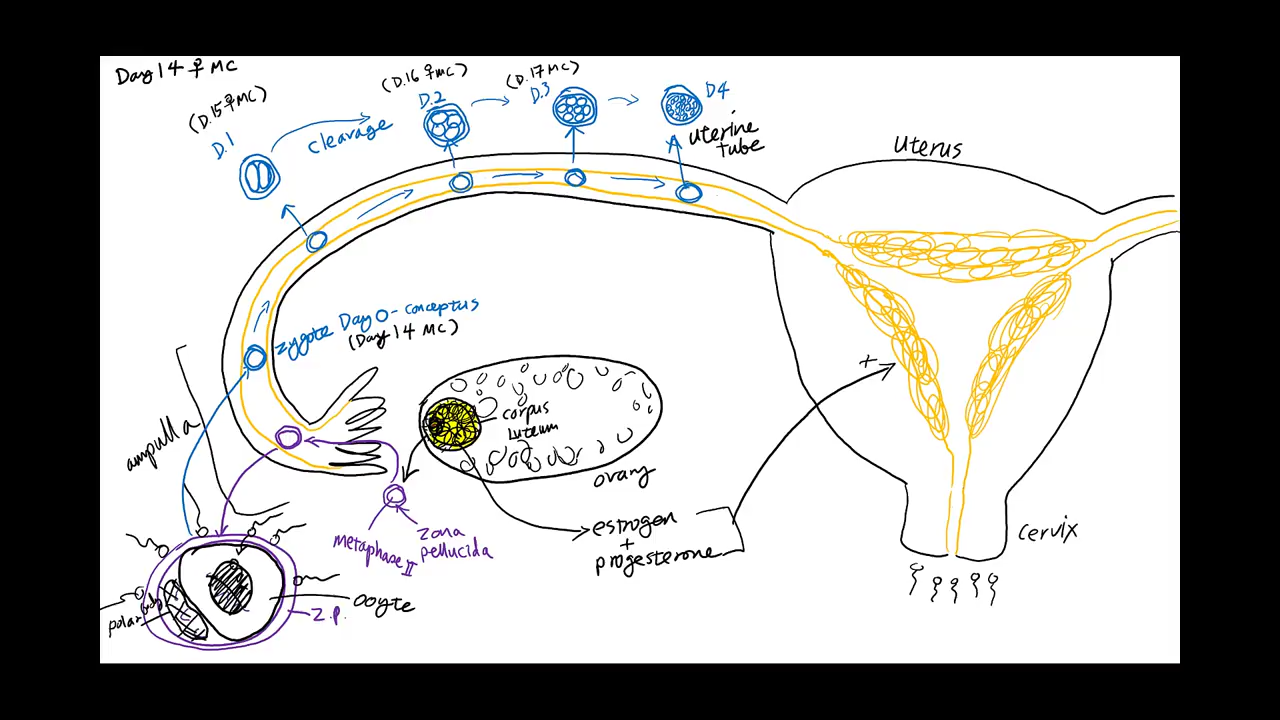 Day 14 ♀ MC
(D.15♀MC)
D.1
cleavage
(D.16 ♀MC)
D.2
(D.17 MC)
D.3
D4
uterine
tube
uterus
zygote Day 0 - conceptus
(Day 14 MC)
ampulla
corpus
luteum
ovary
+
metaphase II
zona
pellucida
estrogen
+
progesterone
cervix
polar body
oocyte
Z.P.